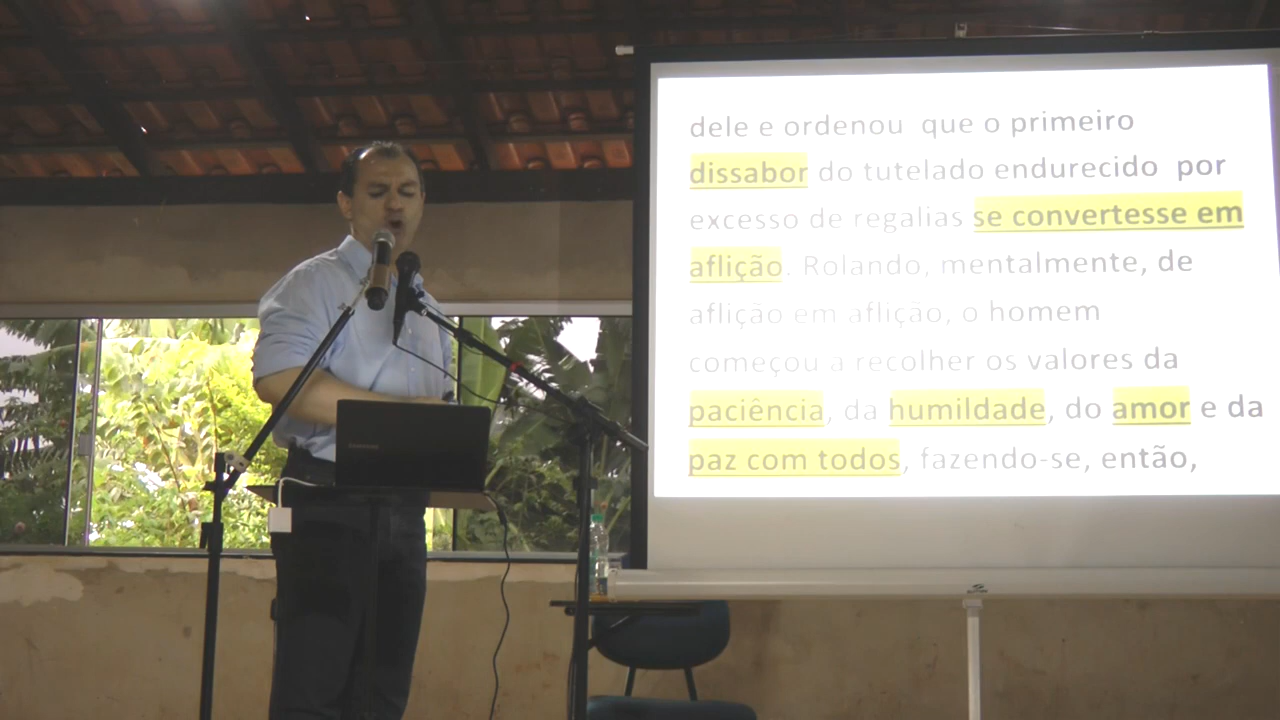 dele e ordenou que o primeiro
dissabor do tutelado endurecido por
excesso de regalias se convertesse em
aflição. Rolando, mentalmente, de
aflição em aflição, o homem
começou a recolher os valores da
paciência, da humildade, do amor e da
paz com todos, fazendo-se, então,